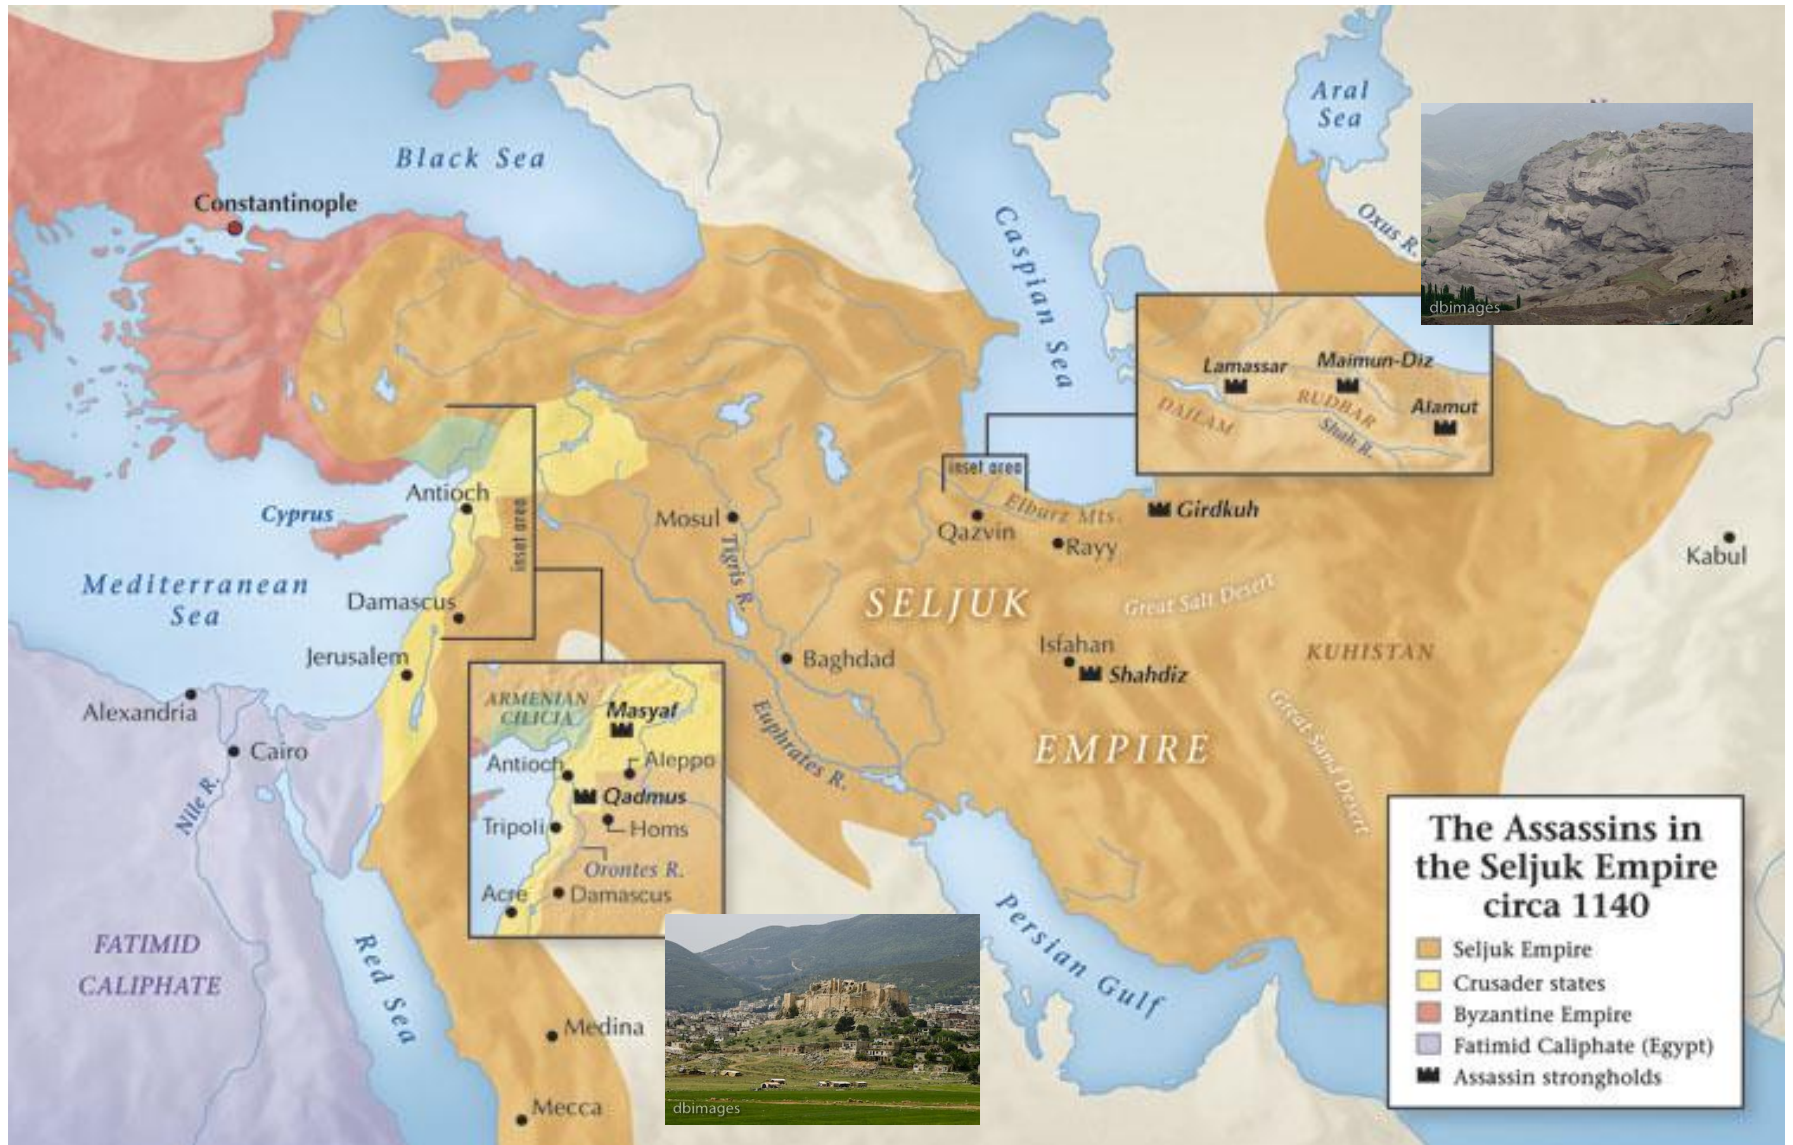 Black Sea
Constantinople
Caspian Sea
Aral
Sea
Oxus R.
dbimages
Lamassar
Maimun-Diz
Alamut
DAILAM
RUDBAR
Shah R.
inset area
Elburz Mts.
Girdkuh
Qazvin
Rayy
Kabul
Antioch
Cyprus
inset area
Mosul
Tigris R.
Mediterranean
Sea
Damascus
Jerusalem
SELJUK
Great Salt Desert
Isfahan
Shahdiz
KUHISTAN
Baghdad
Alexandria
Cairo
Nile R.
Euphrates R.
EMPIRE
Great Sand Desert
ARMENIAN
CILICIA
Masyaf
Antioch
Aleppo
Qadmus
Tripoli
Homs
Orontes R.
Acre
Damascus
FATIMID
CALIPHATE
Red Sea
Persian Gulf
Medina
Mecca
dbimages
The Assassins in
the Seljuk Empire
circa 1140
Seljuk Empire
Crusader states
Byzantine Empire
Fatimid Caliphate (Egypt)
Assassin strongholds